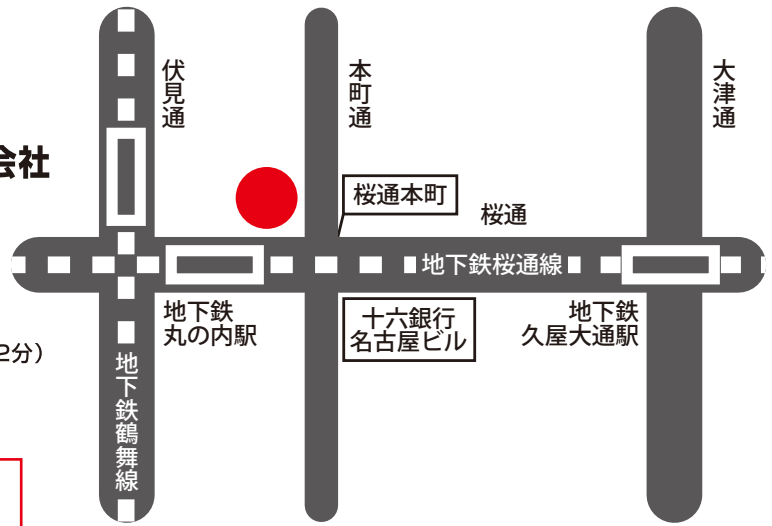 伏見通
本町通
大津通
会社
桜通本町
桜通
地下鉄桜通線
地下鉄
丸の内駅
十六銀行
名古屋ビル
地下鉄
久屋大通駅
2分）
地下鉄鶴舞線